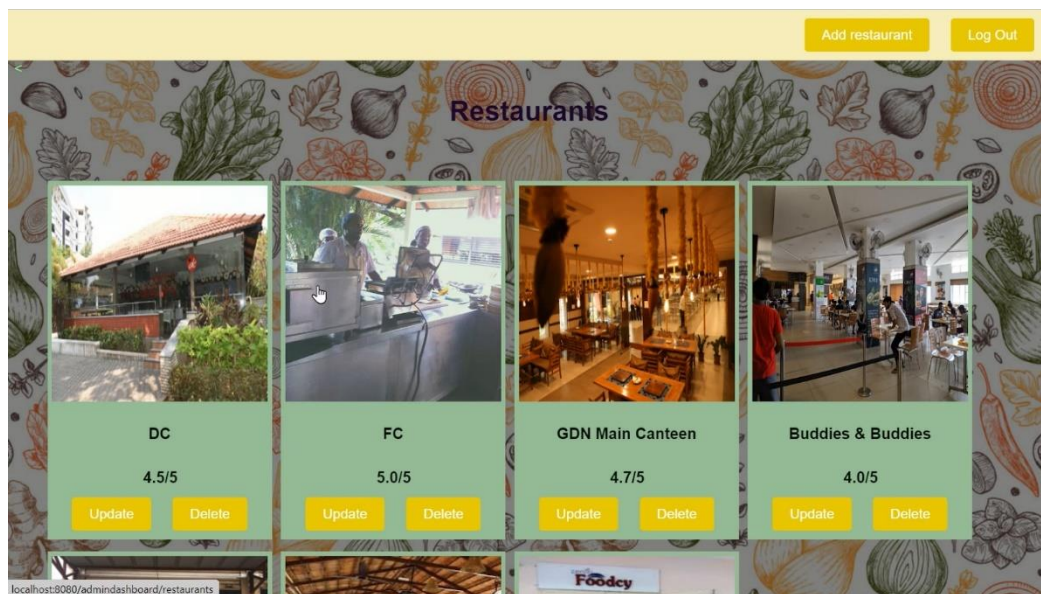 Add restaurant
Log Out
<
Restaurants
DC
FC
GDN Main Canteen
Buddies & Buddies
4.5/5
5.0/5
4.7/5
4.0/5
Update Delete
Update Delete
Update Delete
Update Delete
Foodcy
localhost:8080/admindashboard/restaurants